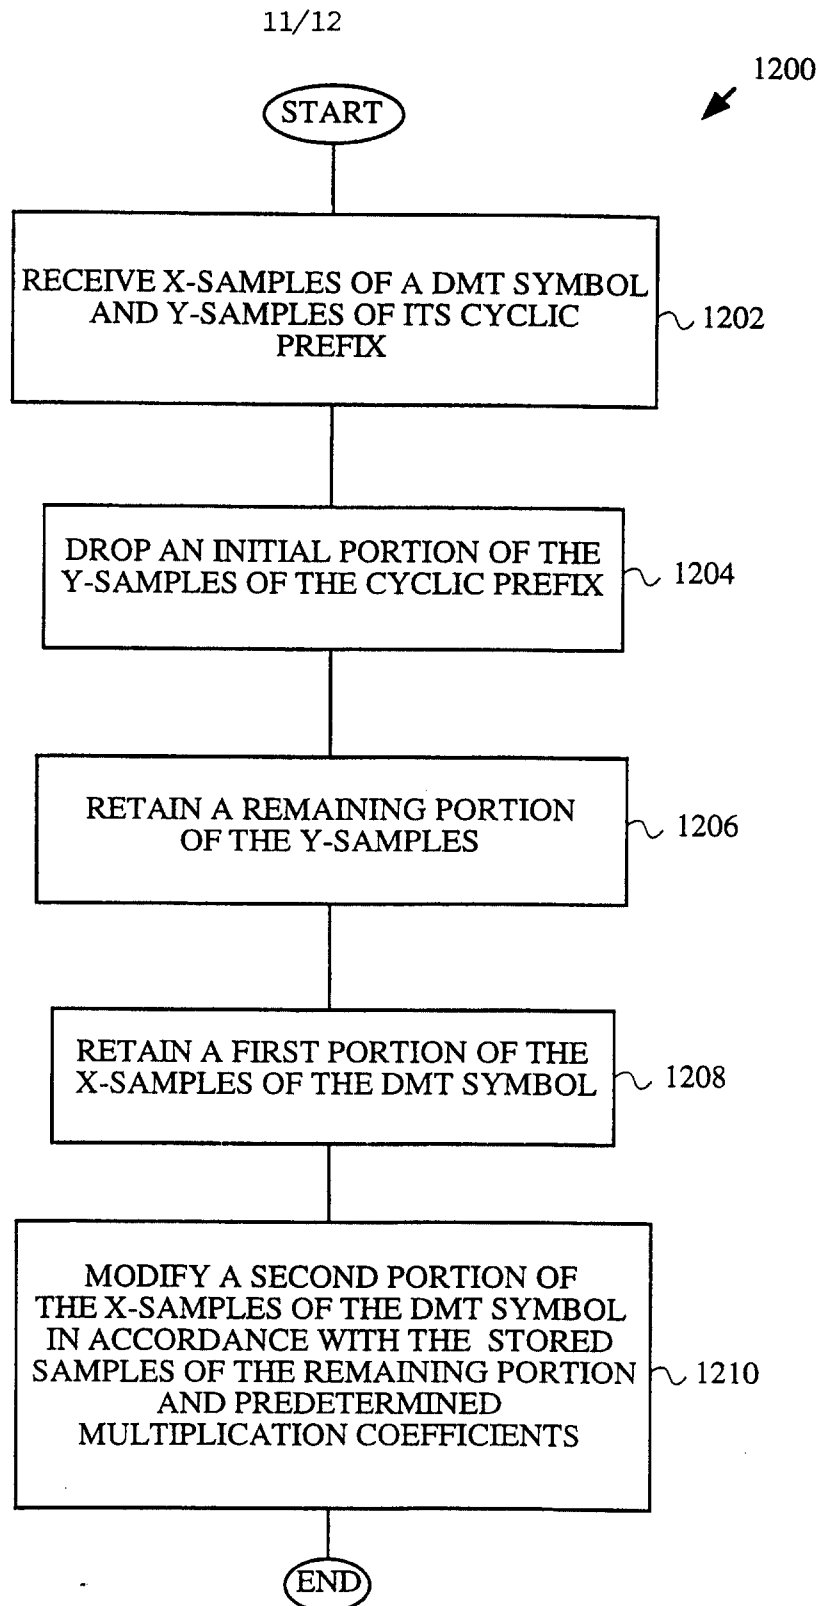 11/12
1200
START
RECEIVE X-SAMPLES OF A DMT SYMBOL
AND Y-SAMPLES OF ITS CYCLIC
PREFIX
1202
DROP AN INITIAL PORTION OF THE
Y-SAMPLES OF THE CYCLIC PREFIX
1204
RETAIN A REMAINING PORTION
OF THE Y-SAMPLES
1206
RETAIN A FIRST PORTION OF THE
X-SAMPLES OF THE DMT SYMBOL
1208
MODIFY A SECOND PORTION OF
THE X-SAMPLES OF THE DMT SYMBOL
IN ACCORDANCE WITH THE STORED
SAMPLES OF THE REMAINING PORTION
AND PREDETERMINED
MULTIPLICATION COEFFICIENTS
1210
END